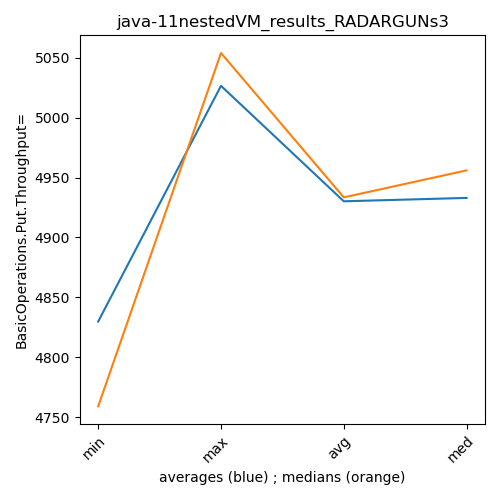 java-11nestedVM_results_RADARGUNs3
BasicOperations.Put.Throughput=
5050
5000
4950
4900
4850
4800
4750
min
max
avg
med
averages (blue) ; medians (orange)